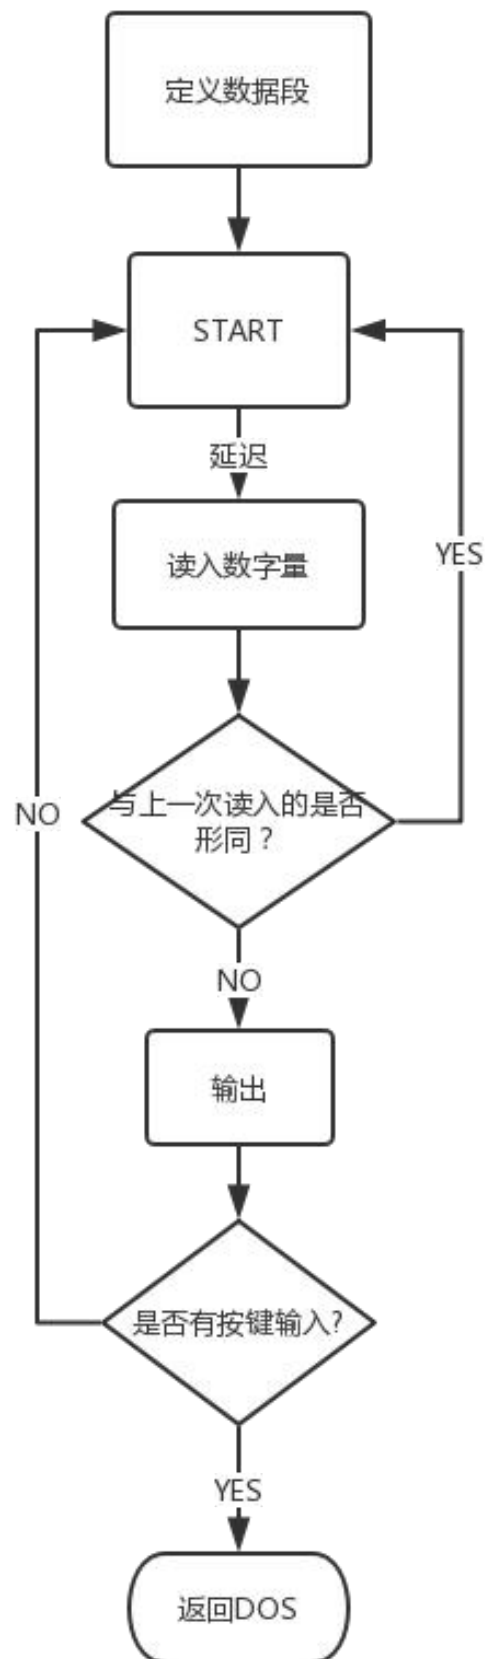 定义数据段
START
延迟
读入数字量
YES
与上一次读入的是否
形同？
NO
NO
输出
是否有按键输入?
YES
返回DOS